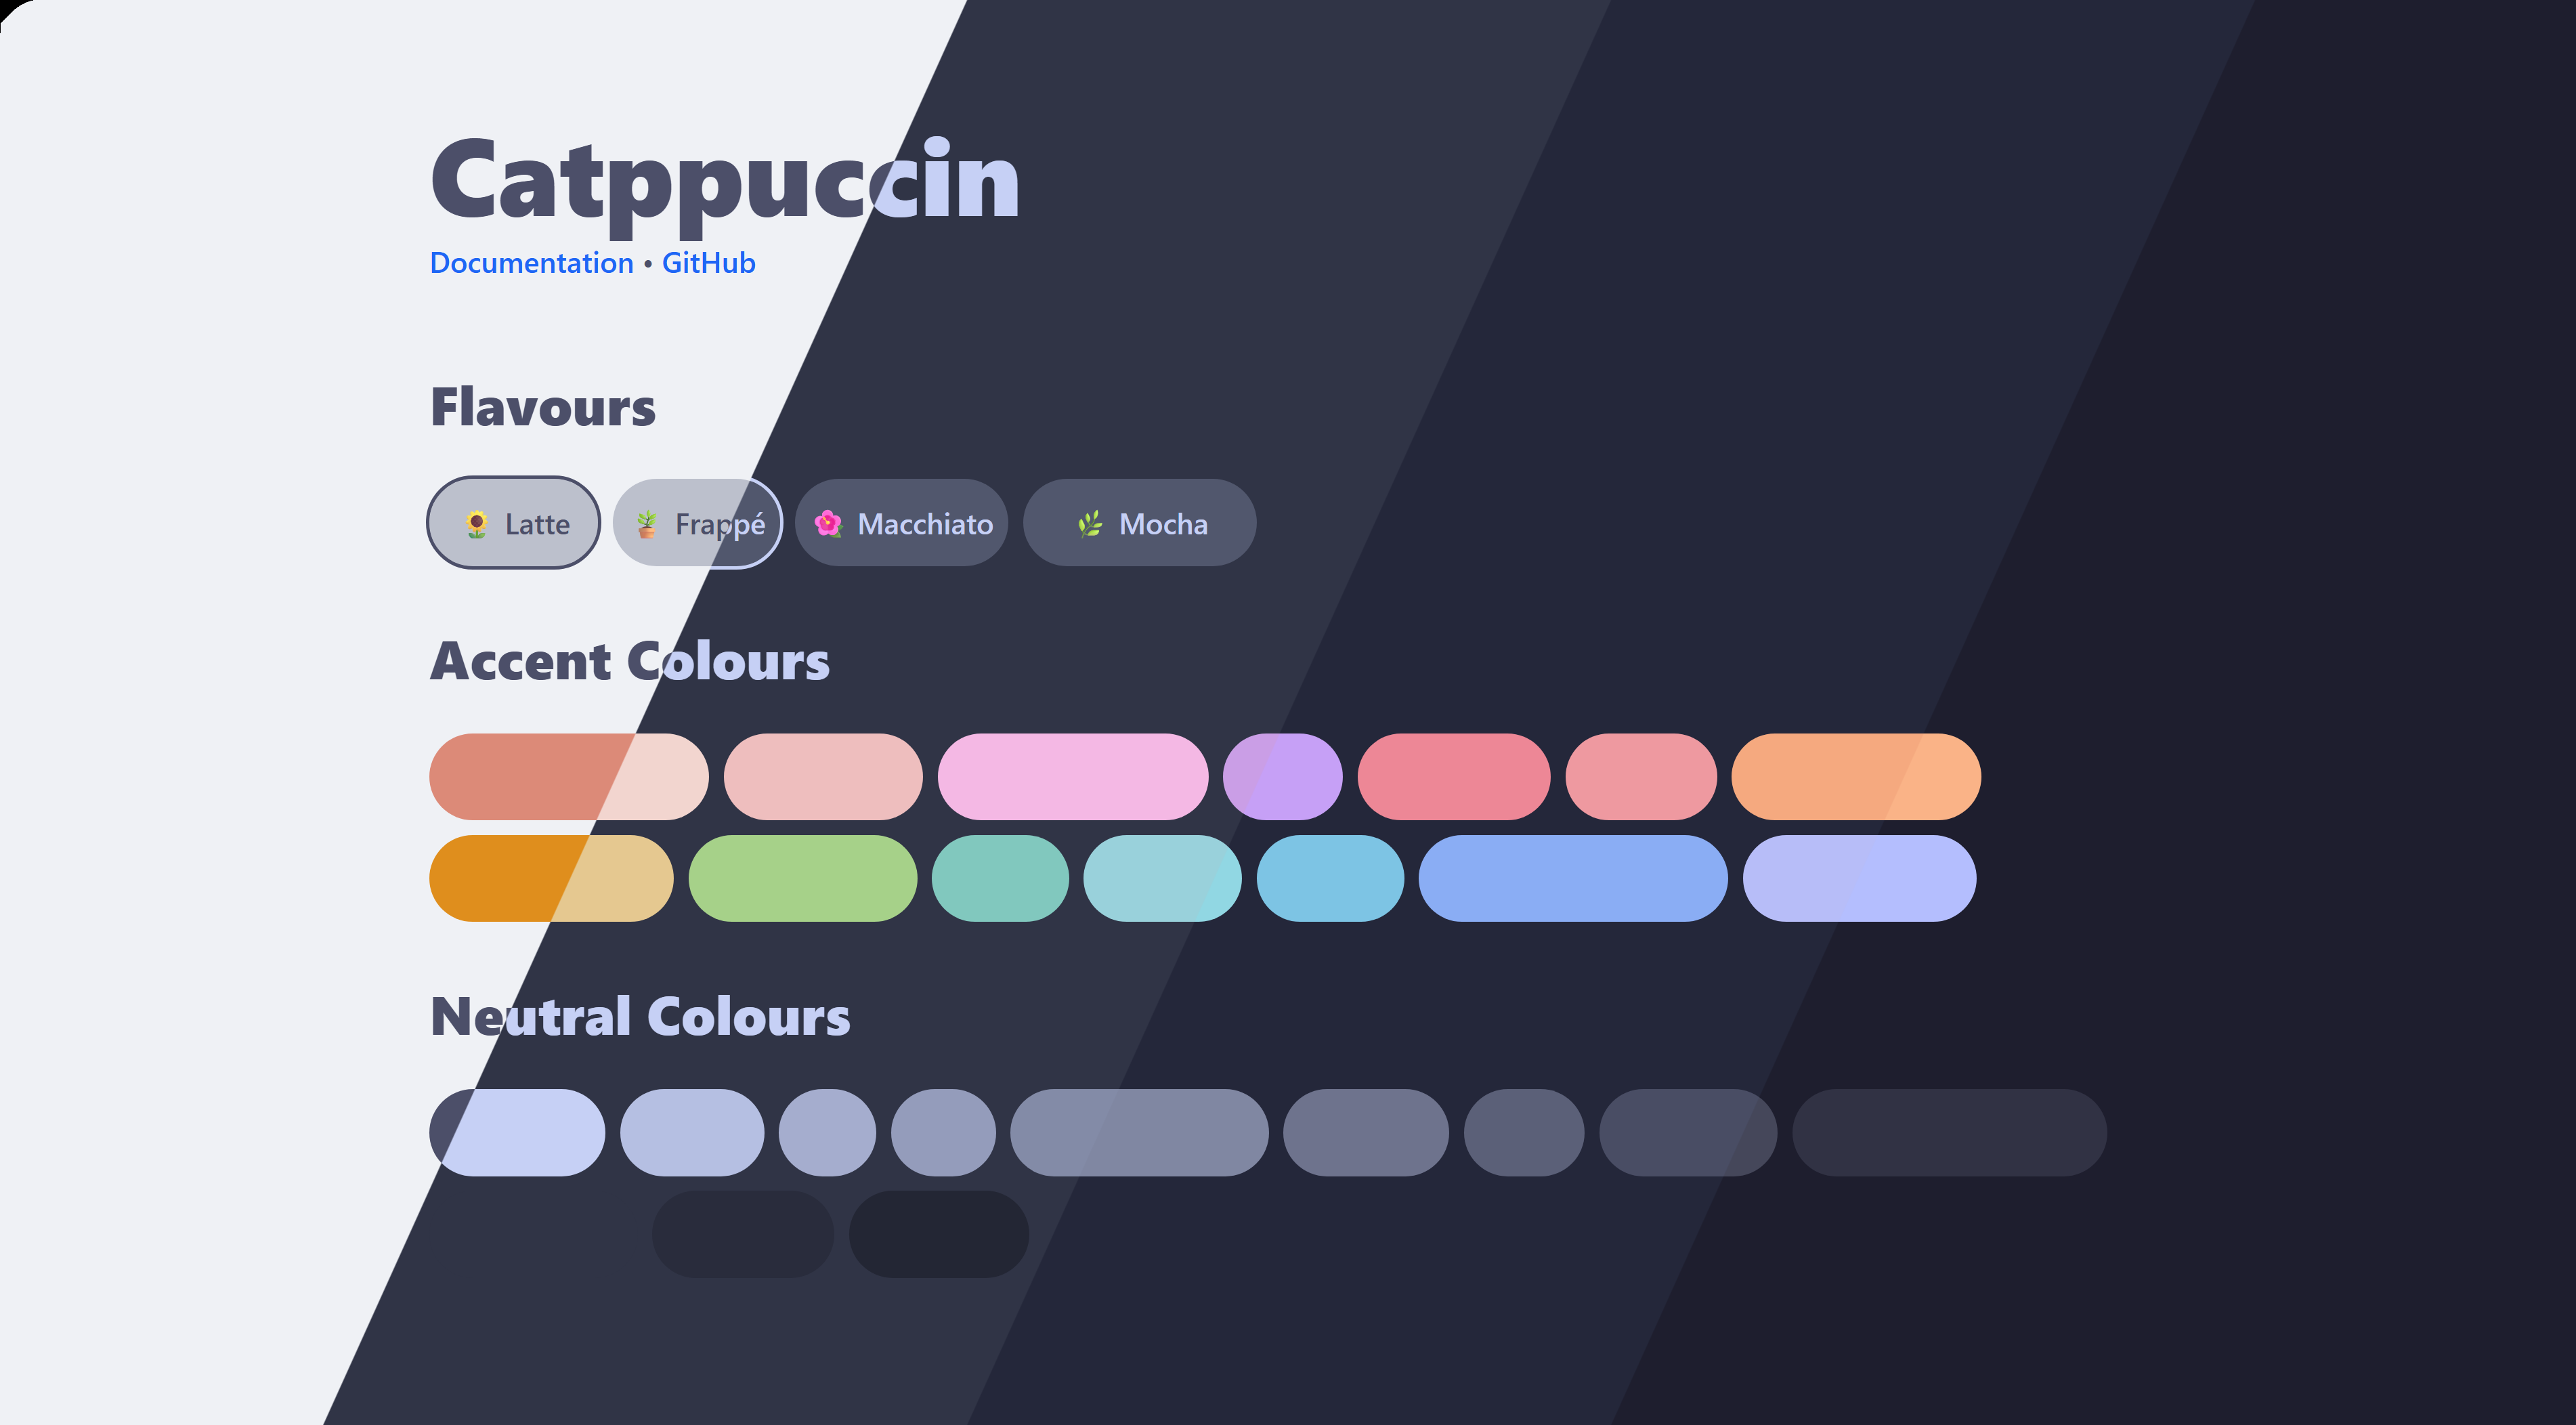 Catppuccin
Documentation • GitHub
Flavours
🌻 Latte 🪴 Frappé 🌺 Macchiato 🌿 Mocha
Accent Colours
Neutral Colours